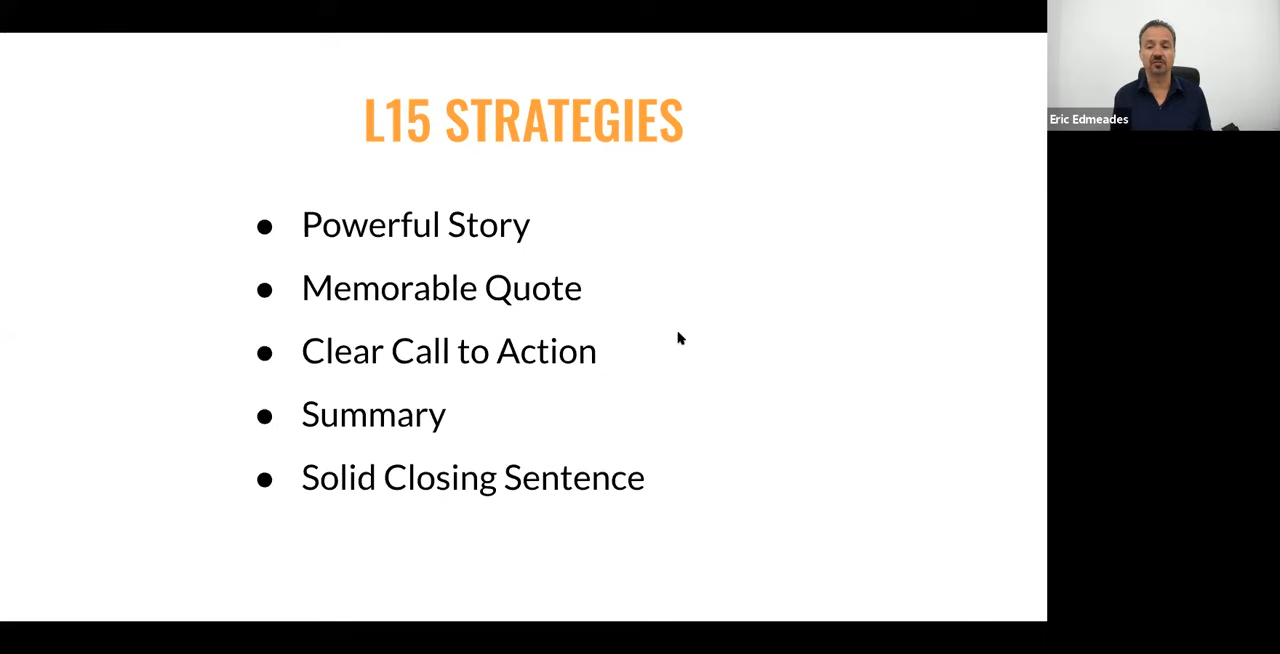 L15 STRATEGIES
● Powerful Story
● Memorable Quote
● Clear Call to Action
● Summary
● Solid Closing Sentence
Eric Edmeades